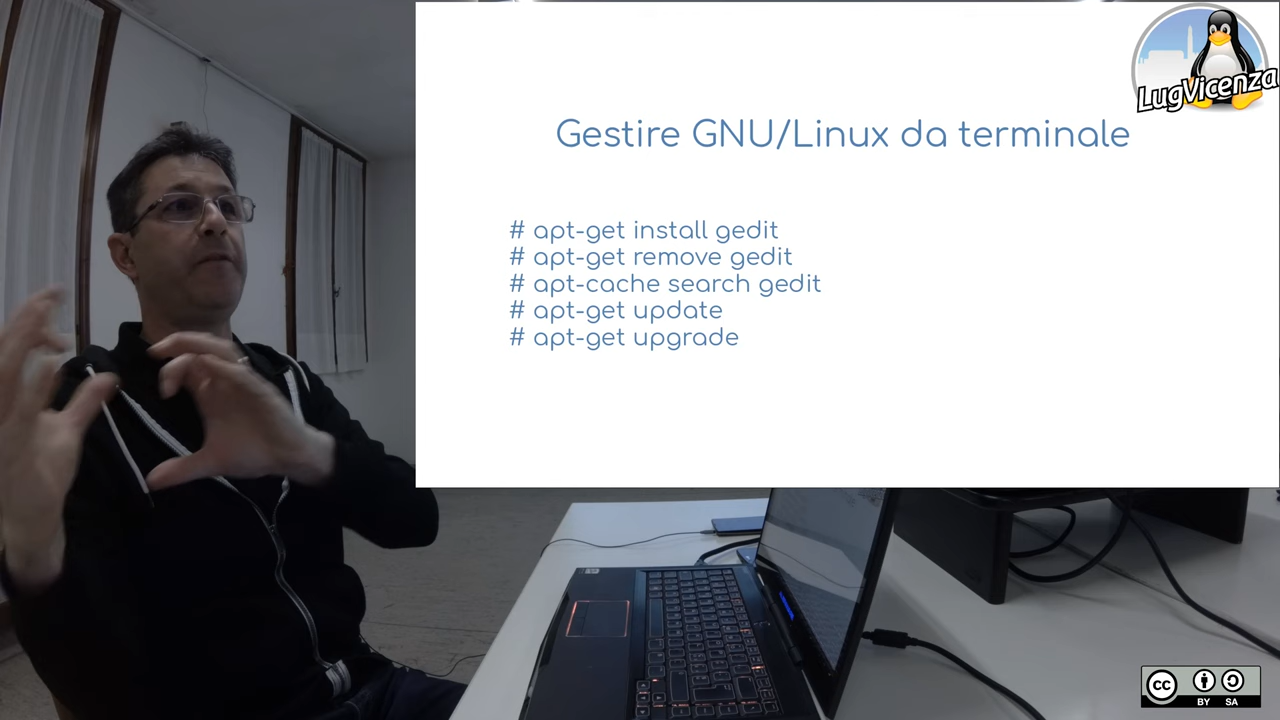 LugVicenza
Gestire GNU/Linux da terminale
# apt-get install gedit
# apt-get remove gedit
# apt-cache search gedit
# apt-get update
# apt-get upgrade
cc
BY SA